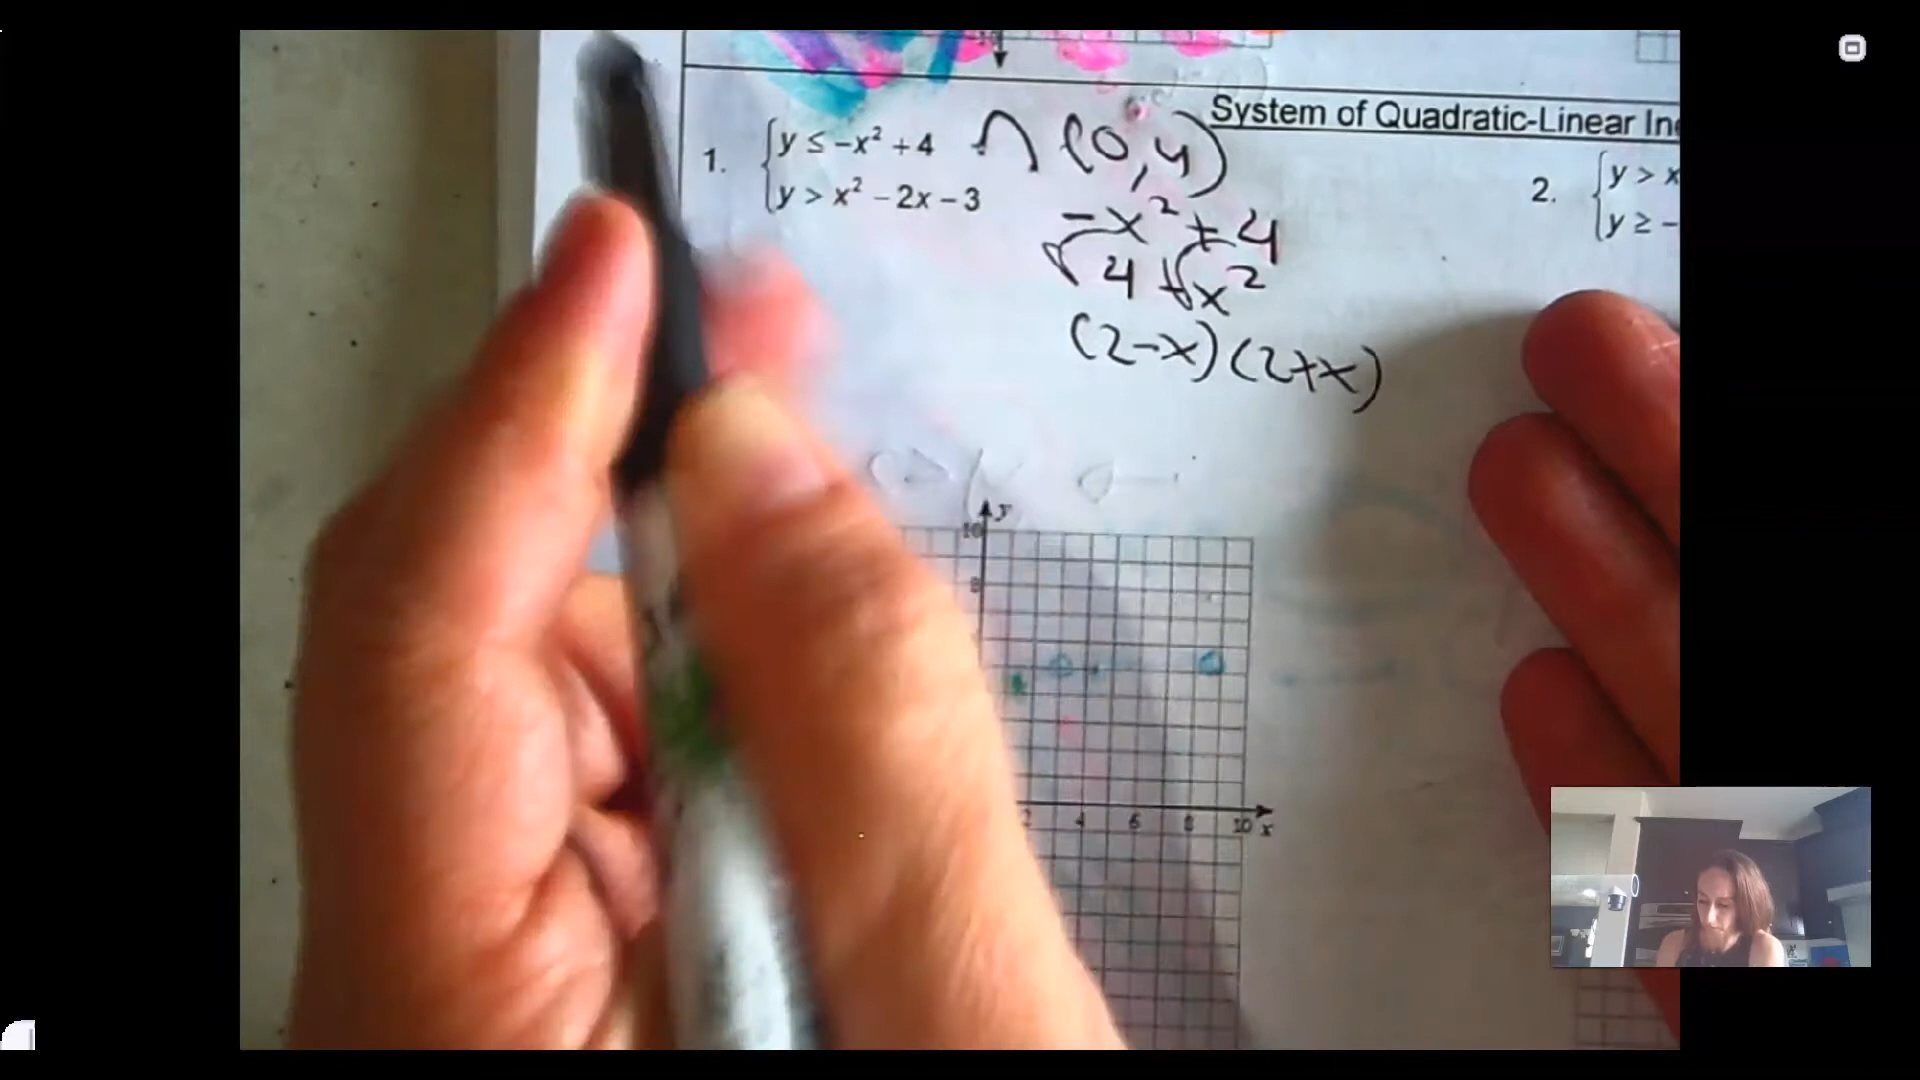 System of Quadratic-Linear
1. y ≤ -x² + 4 (0,4)
y > x² - 2x - 3
-x² + 4
4 + x²
(2-x)(2+x)
2. y > x
y ≥ -
y
10
8
2 4 6 8 10 x